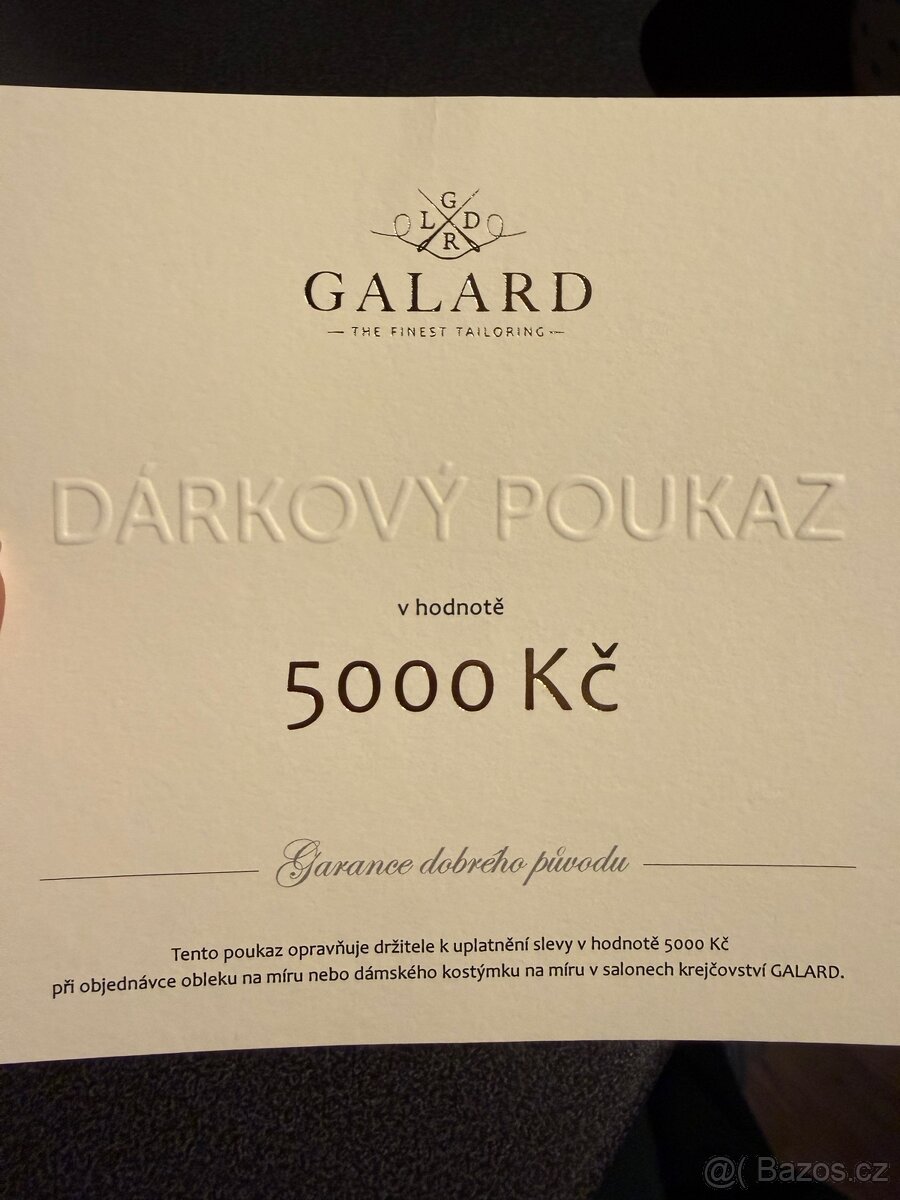 G
L D
R
GALARD
THE FINEST TAILORING
DÁRKOVÝ POUKAZ
v hodnotě
5000 Kč
Garance dobrého původu
Tento poukaz opravňuje držitele k uplatnění slevy v hodnotě 5000 Kč
při objednávce obleku na míru nebo dámského kostýmku na míru v salonech krejčovství GALARD.
@( Bazos.cz